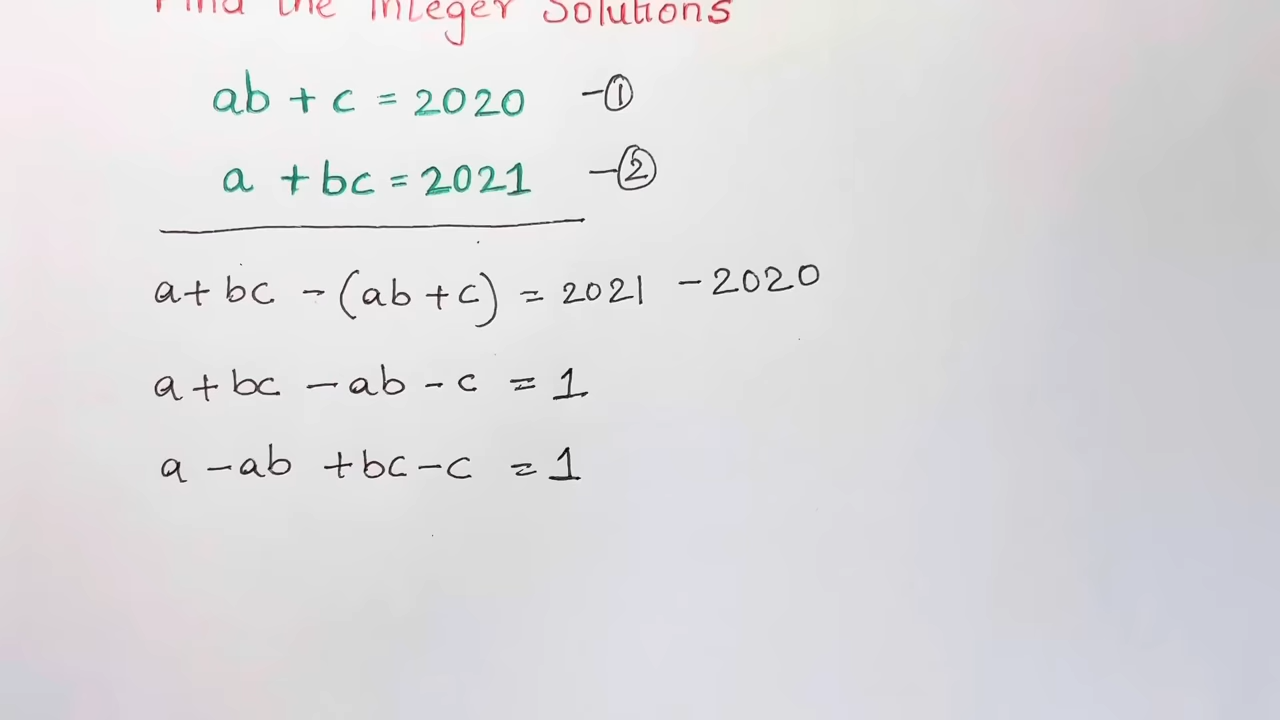 Find the Integer Solutions
ab + c = 2020 -①
a + bc = 2021 -②
a + bc - (ab + c) = 2021 - 2020
a + bc - ab - c = 1
a - ab + bc - c = 1